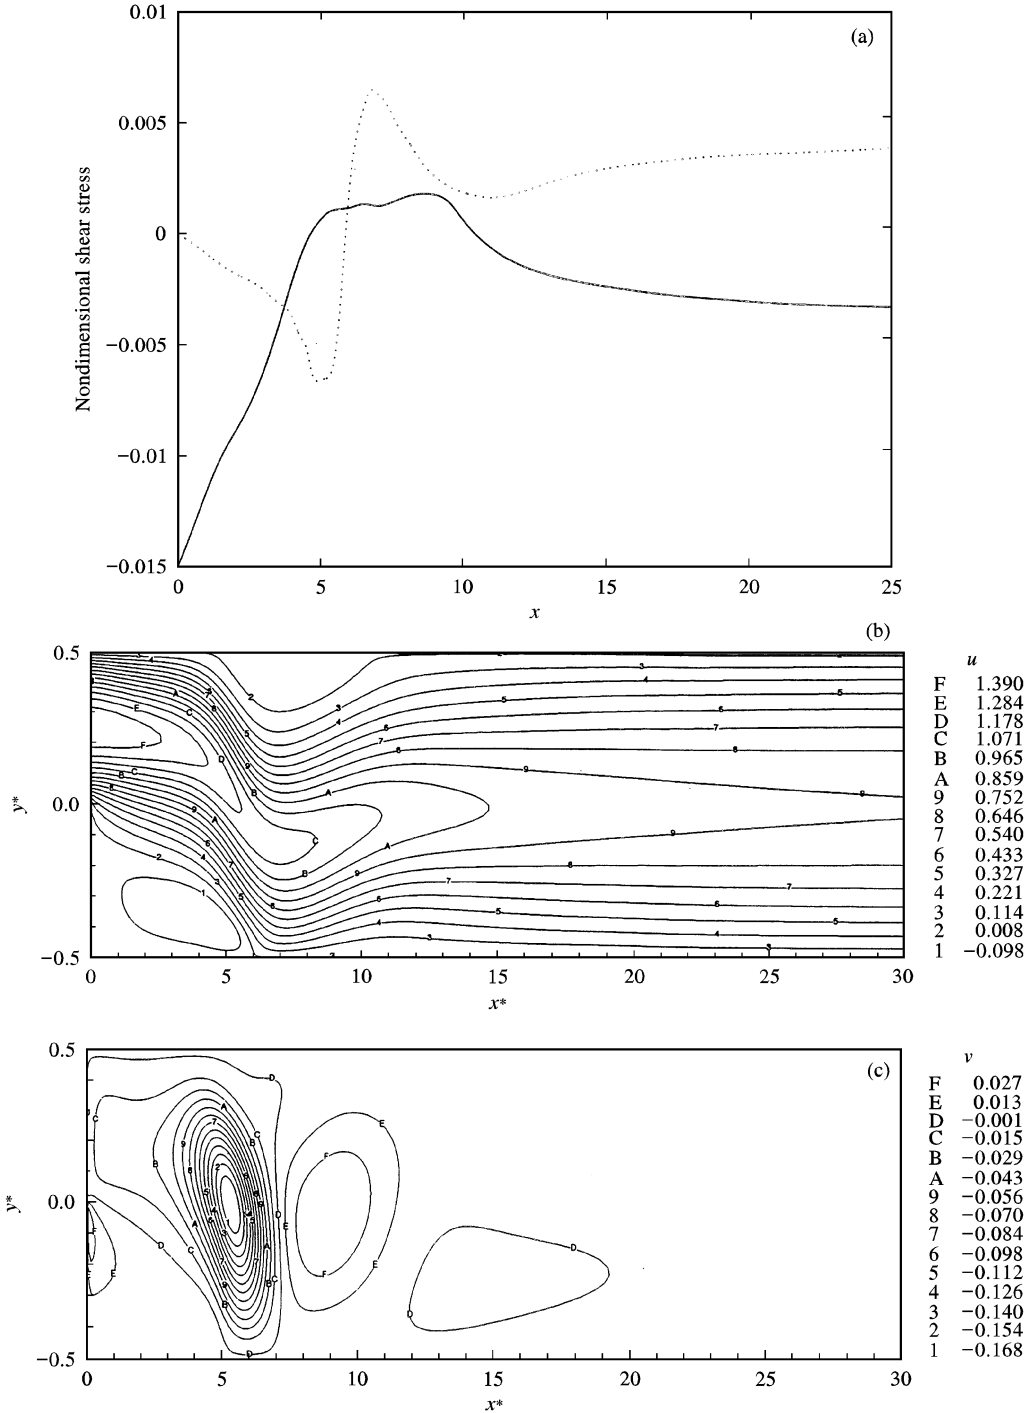 0.01
(a)
0.005
0
−0.005
−0.01
−0.015
Nondimensional shear stress
0 5 10 15 20 25
x
(b)
0.5
0.0
−0.5
y*
0 5 10 15 20 25 30
x*
u
F 1.390
E 1.284
D 1.178
C 1.071
B 0.965
A 0.859
9 0.752
8 0.646
7 0.540
6 0.433
5 0.327
4 0.221
3 0.114
2 0.008
1 −0.098
(c)
0.5
0.0
−0.5
y*
0 5 10 15 20 25 30
x*
v
F 0.027
E 0.013
D −0.001
C −0.015
B −0.029
A −0.043
9 −0.056
8 −0.070
7 −0.084
6 −0.098
5 −0.112
4 −0.126
3 −0.140
2 −0.154
1 −0.168